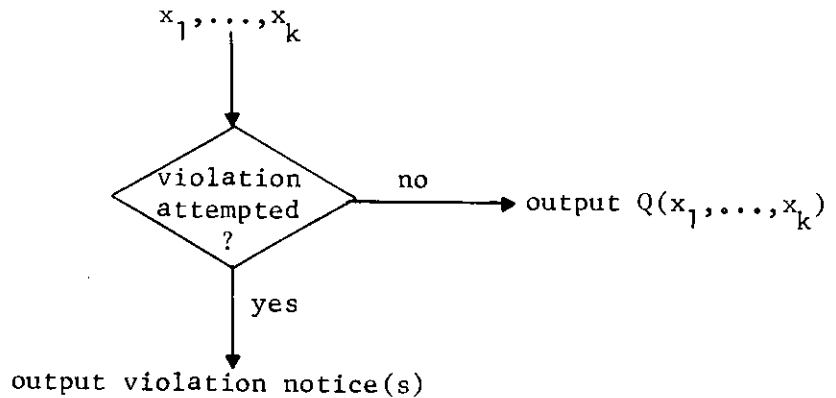 x1,...,xk
violation
attempted
?
no
output Q(x1,...,xk)
yes
output violation notice(s)